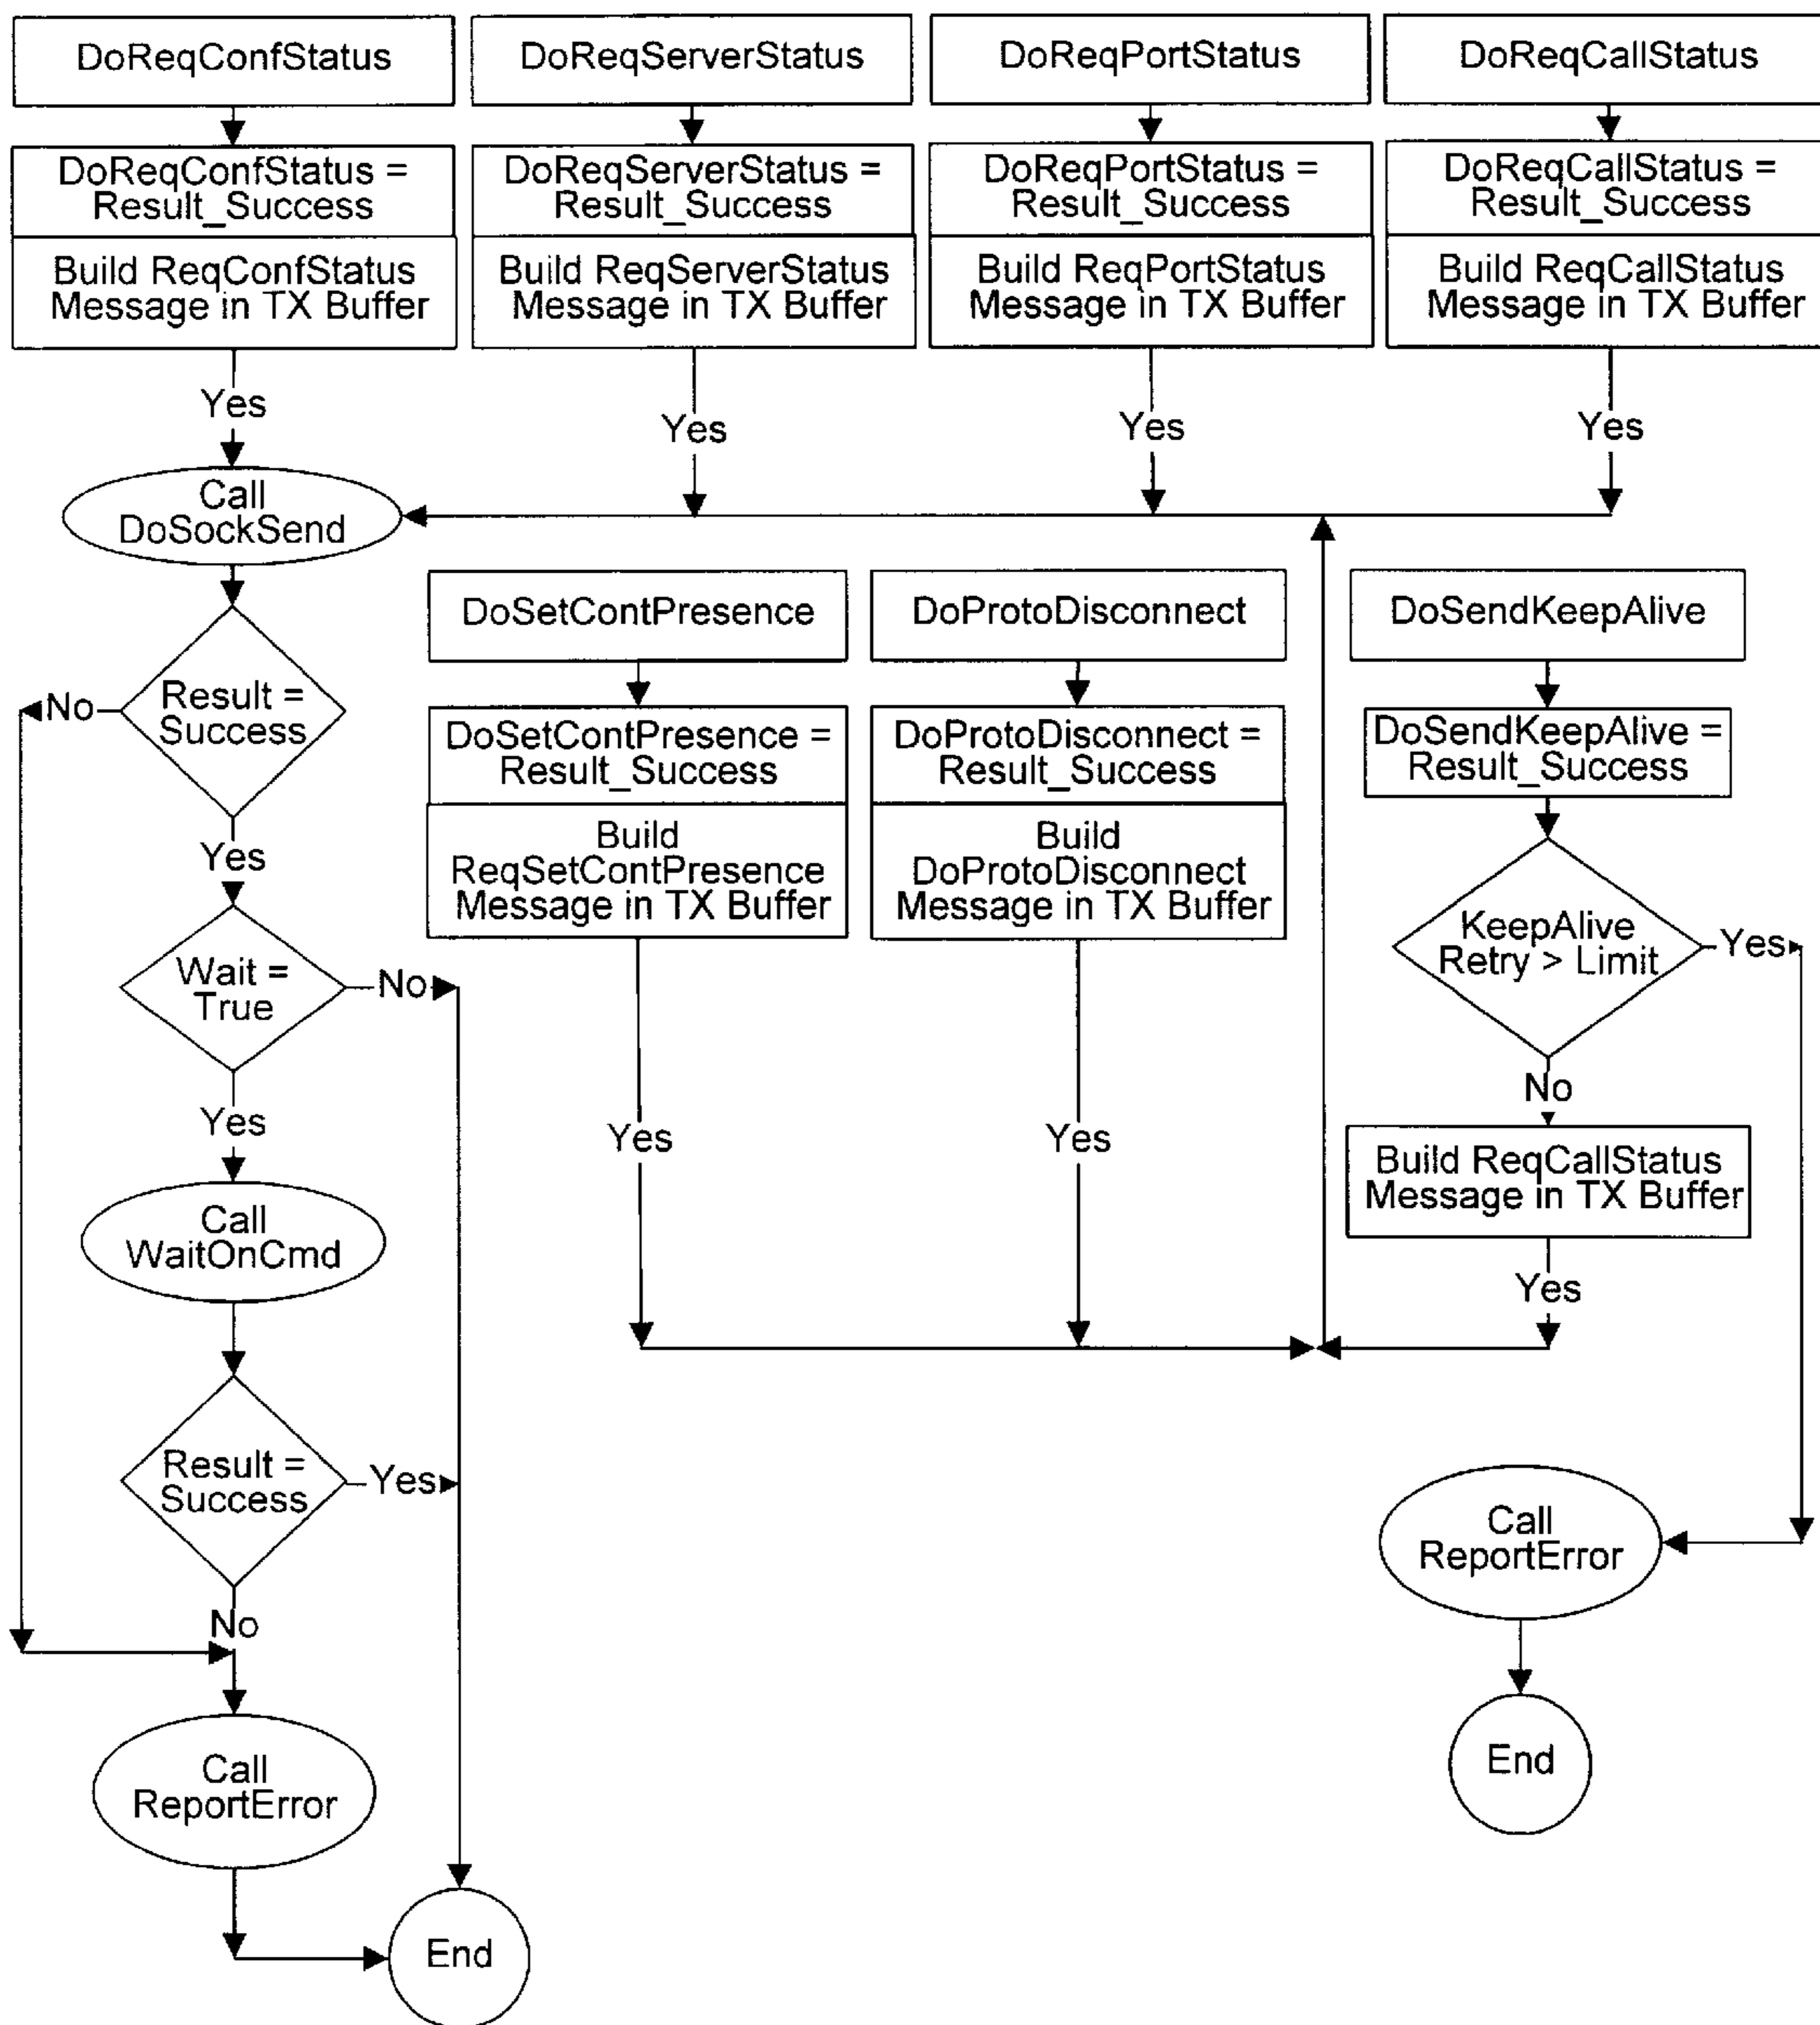 DoReqConfStatus
DoReqServerStatus
DoReqPortStatus
DoReqCallStatus
DoReqConfStatus =
Result_Success
DoReqServerStatus =
Result_Success
DoReqPortStatus =
Result_Success
DoReqCallStatus =
Result_Success
Build ReqConfStatus
Message in TX Buffer
Build ReqServerStatus
Message in TX Buffer
Build ReqPortStatus
Message in TX Buffer
Build ReqCallStatus
Message in TX Buffer
Yes
Yes
Yes
Yes
Call
DoSockSend
Result =
Success
No
Yes
Wait =
True
No
Yes
Call
WaitOnCmd
Result =
Success
Yes
No
Call
ReportError
End
DoSetContPresence
DoSetContPresence =
Result_Success
Build
ReqSetContPresence
Message in TX Buffer
Yes
DoProtoDisconnect
DoProtoDisconnect =
Result_Success
Build
DoProtoDisconnect
Message in TX Buffer
Yes
DoSendKeepAlive
DoSendKeepAlive =
Result_Success
KeepAlive
Retry > Limit
Yes
No
Build ReqCallStatus
Message in TX Buffer
Yes
Call
ReportError
End